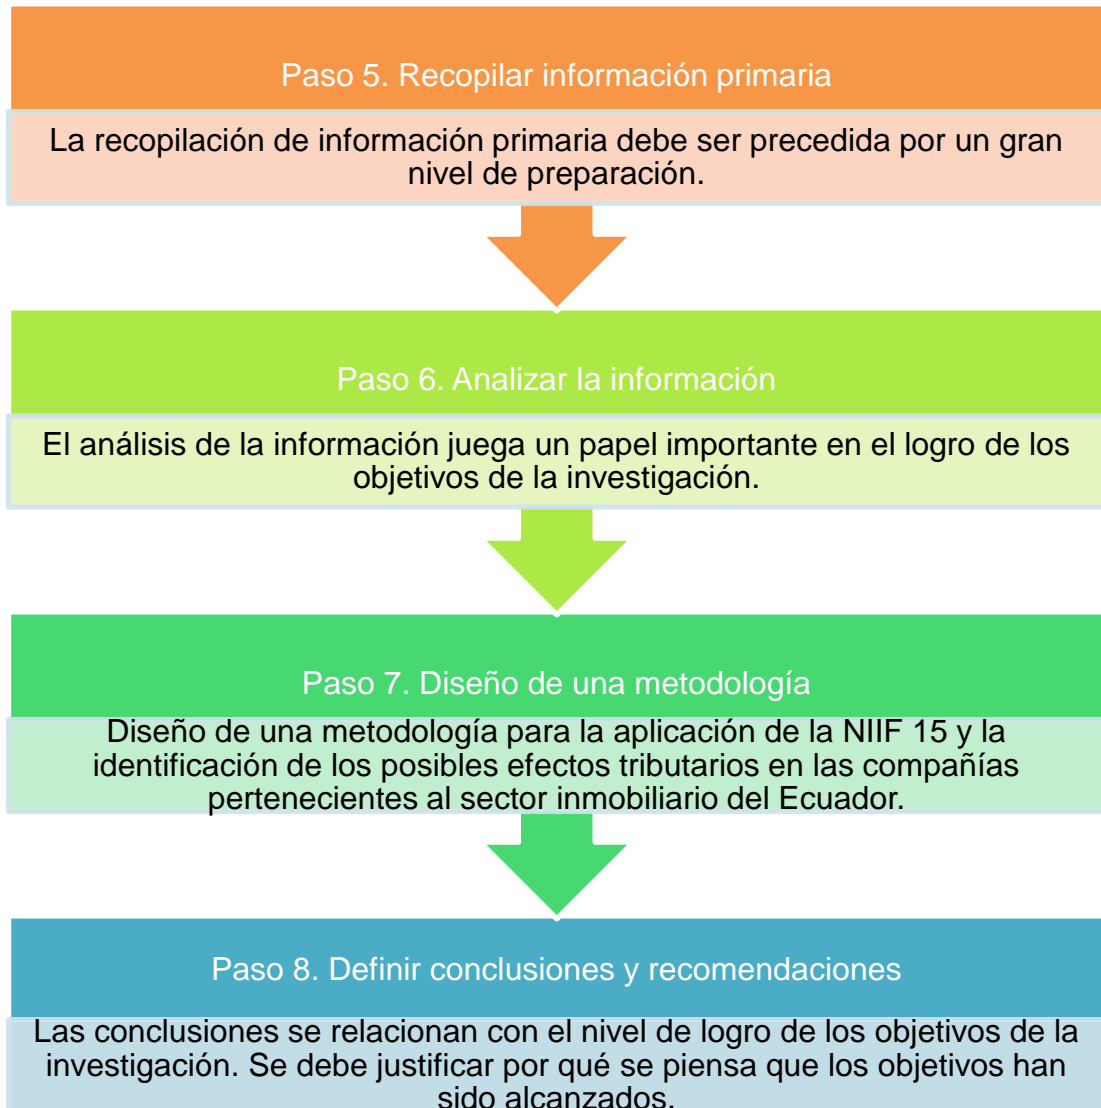 Paso 5. Recopilar información primaria
La recopilación de información primaria debe ser precedida por un gran
nivel de preparación.
Paso 6. Analizar la información
El análisis de la información juega un papel importante en el logro de los
objetivos de la investigación.
Paso 7. Diseño de una metodología
Diseño de una metodología para la aplicación de la NIIF 15 y la
identificación de los posibles efectos tributarios en las compañías
pertenecientes al sector inmobiliario del Ecuador.
Paso 8. Definir conclusiones y recomendaciones
Las conclusiones se relacionan con el nivel de logro de los objetivos de la
investigación. Se debe justificar por qué se piensa que los objetivos han
sido alcanzados.